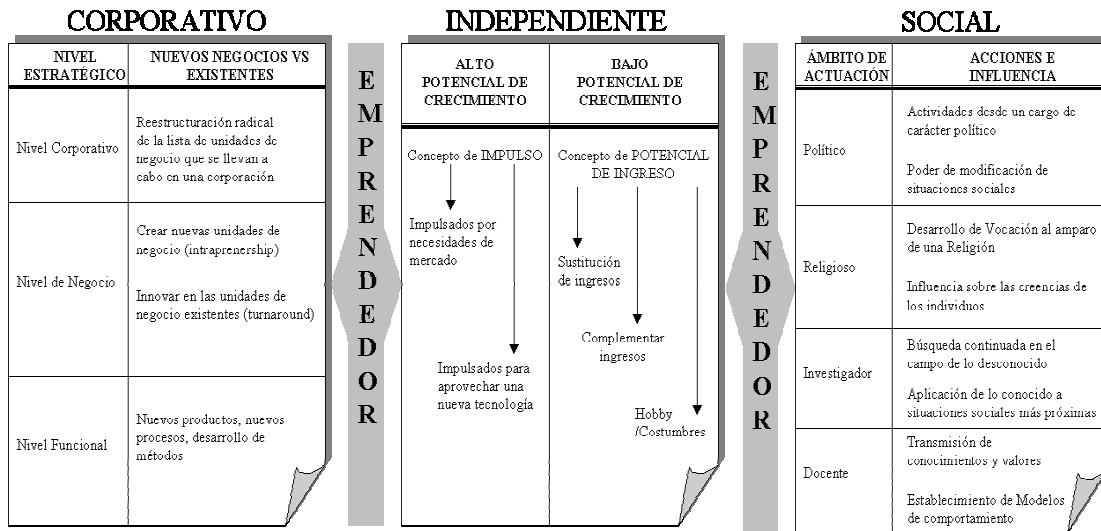 CORPORATIVO
NIVEL
ESTRATÉGICO
NUEVOS NEGOCIOS VS
EXISTENTES
Nivel Corporativo
Reestructuración radical
de la lista de unidades de
negocio que se llevan a
cabo en una corporación
Nivel de Negocio
Crear nuevas unidades de
negocio (intraprenership)
Innovar en las unidades de
negocio existentes (turnaround)
Nivel Funcional
Nuevos productos, nuevos
procesos, desarrollo de
métodos
EMPRENDEDOR
INDEPENDIENTE
ALTO
POTENCIAL DE
CRECIMIENTO
BAJO
POTENCIAL DE
CRECIMIENTO
Concepto de IMPULSO
Impulsados por
necesidades de
mercado
Impulsados para
aprovechar una
nueva tecnología
Concepto de POTENCIAL
DE INGRESO
Sustitución
de ingresos
Complementar
ingresos
Hobby
/Costumbres
EMPRENDEDOR
SOCIAL
ÁMBITO DE
ACTUACIÓN
ACCIONES E
INFLUENCIA
Político
Actividades desde un cargo de
carácter político
Poder de modificación de
situaciones sociales
Religioso
Desarrollo de Vocación al amparo
de una Religión
Influencia sobre las creencias de
los individuos
Investigador
Búsqueda continuada en el
campo de lo desconocido
Aplicación de lo conocido a
situaciones sociales más próximas
Docente
Transmisión de
conocimientos y valores
Establecimiento de Modelos
de comportamiento